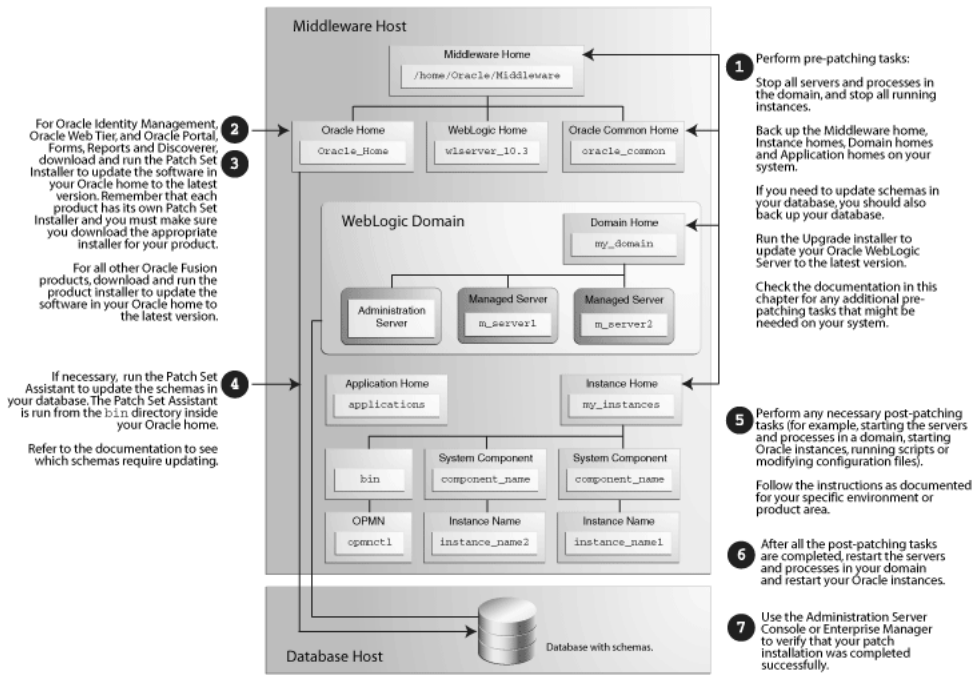 Middleware Host
Middleware Home
/home/Oracle/Middleware
Oracle Home
Oracle_Home
WebLogic Home
wlserver_10.3
Oracle Common Home
oracle_common
WebLogic Domain
Domain Home
my_domain
Administration
Server
Managed Server
m_server1
Managed Server
m_server2
Application Home
applications
Instance Home
my_instances
bin
System Component
component_name
System Component
component_name
OPMN
opmnctl
Instance Name
instance_name2
Instance Name
instance_name1
Database Host
Database with schemas.
1
Perform pre-patching tasks:
Stop all servers and processes in
the domain, and stop all running
instances.
Back up the Middleware home,
Instance homes, Domain homes
and Application homes on your
system.
If you need to update schemas in
your database, you should also
back up your database.
Run the Upgrade installer to
update your Oracle WebLogic
Server to the latest version.
Check the documentation in this
chapter for any additional pre-
patching tasks that might be
needed on your system.
2
3
For Oracle Identity Management,
Oracle Web Tier, and Oracle Portal,
Forms, Reports and Discoverer,
download and run the Patch Set
Installer to update the software in
your Oracle home to the latest
version. Remember that each
product has its own Patch Set
Installer and you must make sure
you download the appropriate
installer for your product.
For all other Oracle Fusion
products, download and run the
product installer to update the
software in your Oracle home to
the latest version.
4
If necessary, run the Patch Set
Assistant to update the schemas in
your database. The Patch Set Assistant
is run from the bin directory inside
your Oracle home.
Refer to the documentation to see
which schemas require updating.
5
Perform any necessary post-patching
tasks (for example, starting the servers
and processes in a domain, starting
Oracle instances, running scripts or
modifying configuration files).
Follow the instructions as documented
for your specific environment or
product area.
6
After all the post-patching tasks
are completed, restart the servers
and processes in your domain
and restart your Oracle instances.
7
Use the Administration Server
Console or Enterprise Manager
to verify that your patch
installation was completed
successfully.